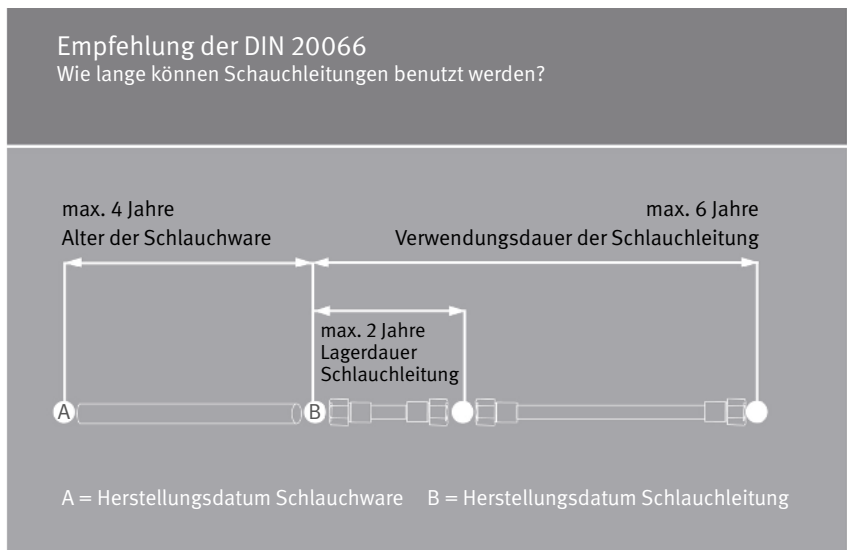 Empfehlung der DIN 20066
Wie lange können Schauchleitungen benutzt werden?
max. 4 Jahre
Alter der Schlauchware
max. 6 Jahre
Verwendungsdauer der Schlauchleitung
max. 2 Jahre
Lagerdauer
Schlauchleitung
A
B
A = Herstellungsdatum Schlauchware
B = Herstellungsdatum Schlauchleitung